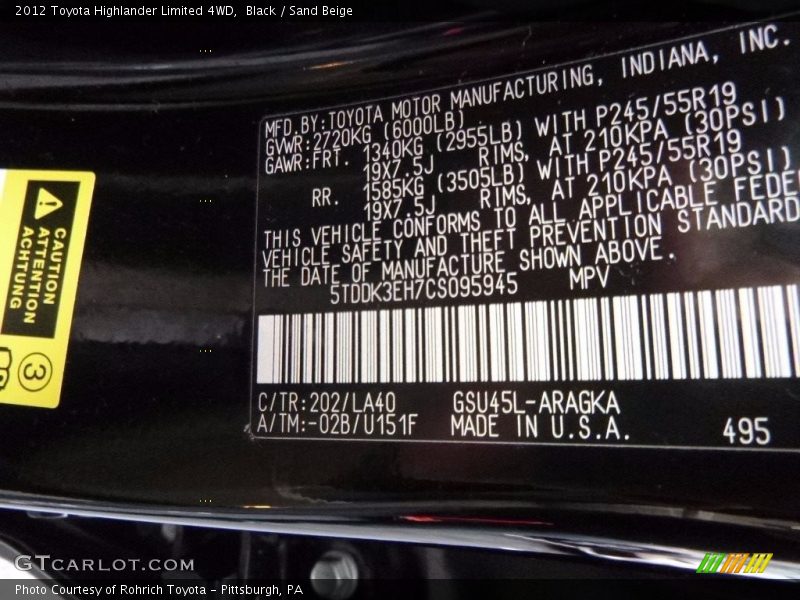 2012 Toyota Highlander Limited 4WD,  Black / Sand Beige
MFD.BY:TOYOTA MOTOR MANUFACTURING, INDIANA, INC.
GVWR:2720KG (6000LB)
GAWR:FRT. 1340KG (2955LB) WITH P245/55R19
19X7.5J RIMS, AT 210KPA (30PSI)
RR. 1585KG (3505LB) WITH P245/55R19
19X7.5J RIMS, AT 210KPA (30PSI)
THIS VEHICLE CONFORMS TO ALL APPLICABLE FEDE
VEHICLE SAFETY AND THEFT PREVENTION STANDARD
THE DATE OF MANUFACTURE SHOWN ABOVE.
5TDDK3EH7CS095945 MPV
C/TR:202/LA40 GSU45L-ARAGKA
A/TM:-02B/U151F MADE IN U.S.A. 495
CAUTION
ATTENTION
ACHTUNG
3
GTcarlot.com
Photo Courtesy of Rohrich Toyota - Pittsburgh, PA